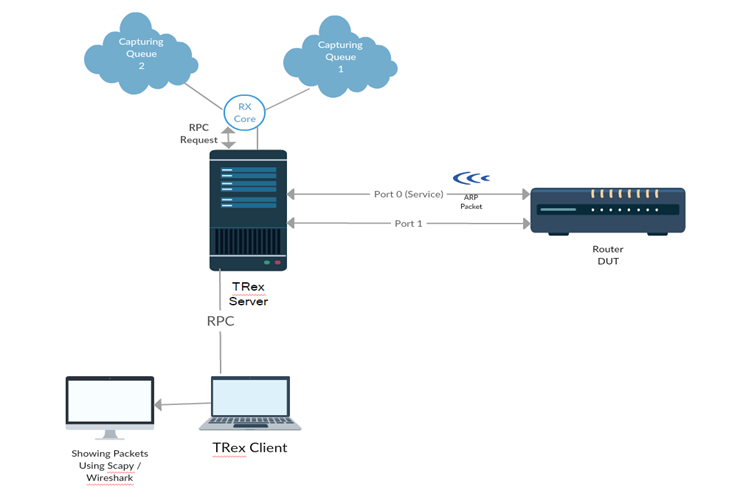 Capturing
Queue
2
Capturing
Queue
1
RX
Core
RPC
Request
Port 0 (Service)
ARP
Packet
Port 1
Router
DUT
TRex
Server
RPC
TRex Client
Showing Packets
Using Scapy /
Wireshark